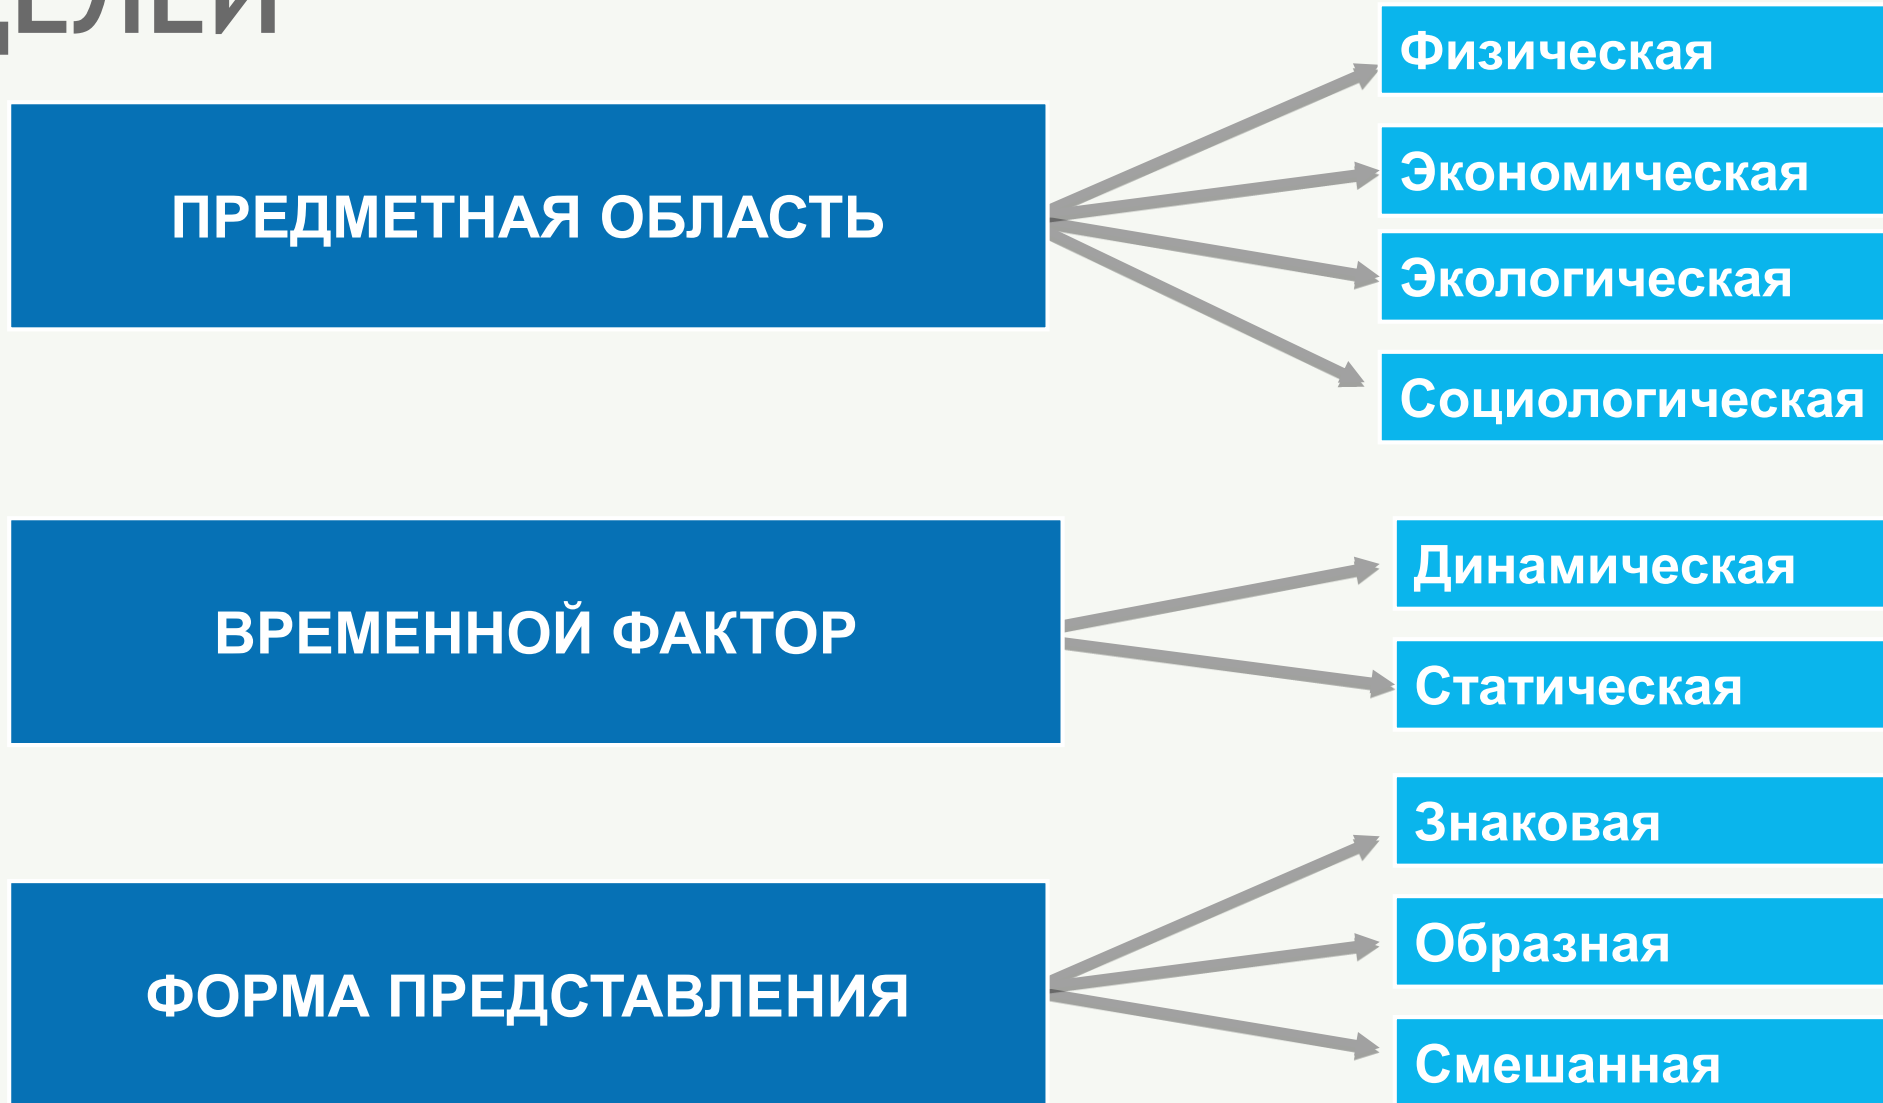 ПРЕДМЕТНАЯ ОБЛАСТЬ
Физическая
Экономическая
Экологическая
Социологическая
ВРЕМЕННОЙ ФАКТОР
Динамическая
Статическая
ФОРМА ПРЕДСТАВЛЕНИЯ
Знаковая
Образная
Смешанная